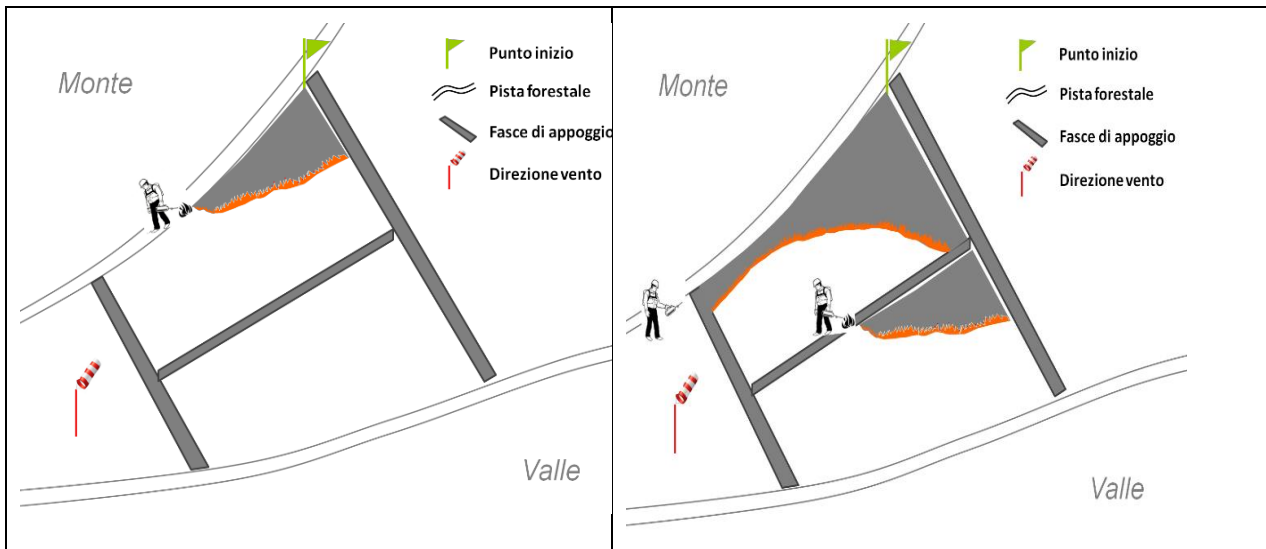 Monte
Punto inizio
Pista forestale
Fasce di appoggio
Direzione vento
Valle
Monte
Punto inizio
Pista forestale
Fasce di appoggio
Direzione vento
Valle